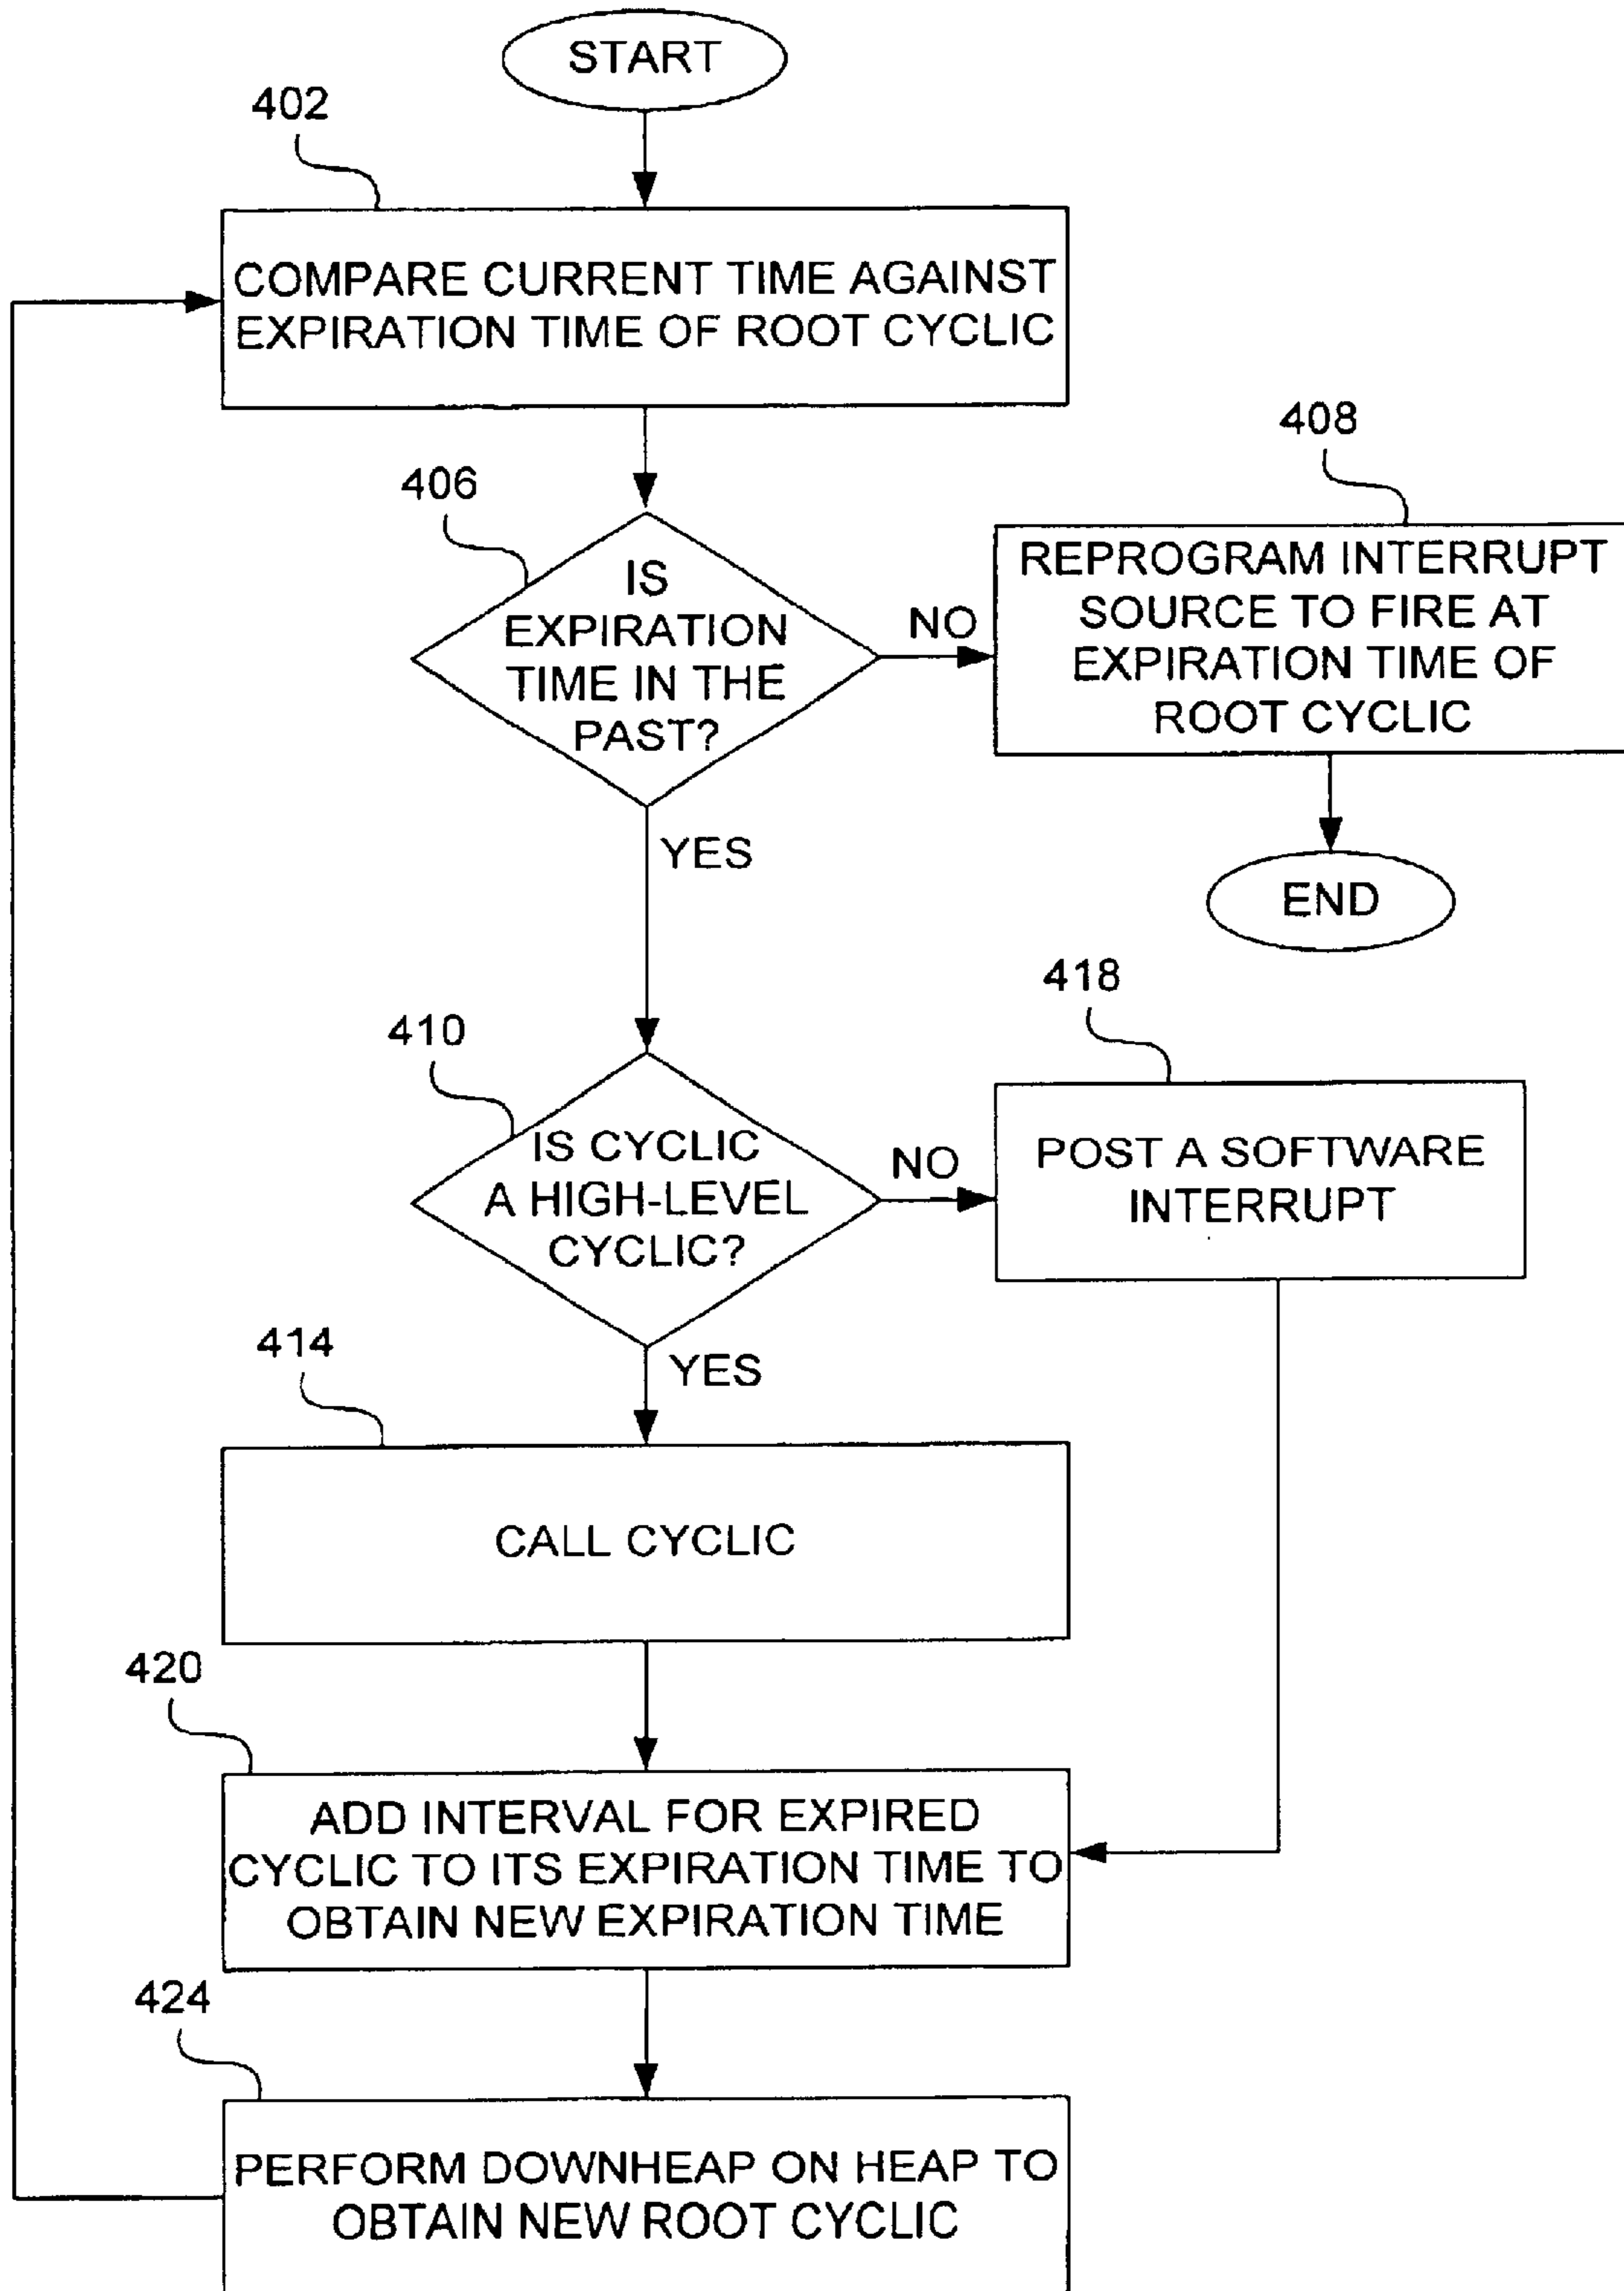 START
402
COMPARE CURRENT TIME AGAINST
EXPIRATION TIME OF ROOT CYCLIC
406
IS
EXPIRATION
TIME IN THE
PAST?
NO
408
REPROGRAM INTERRUPT
SOURCE TO FIRE AT
EXPIRATION TIME OF
ROOT CYCLIC
END
YES
410
IS CYCLIC
A HIGH-LEVEL
CYCLIC?
NO
418
POST A SOFTWARE
INTERRUPT
YES
414
CALL CYCLIC
420
ADD INTERVAL FOR EXPIRED
CYCLIC TO ITS EXPIRATION TIME TO
OBTAIN NEW EXPIRATION TIME
424
PERFORM DOWNHEAP ON HEAP TO
OBTAIN NEW ROOT CYCLIC